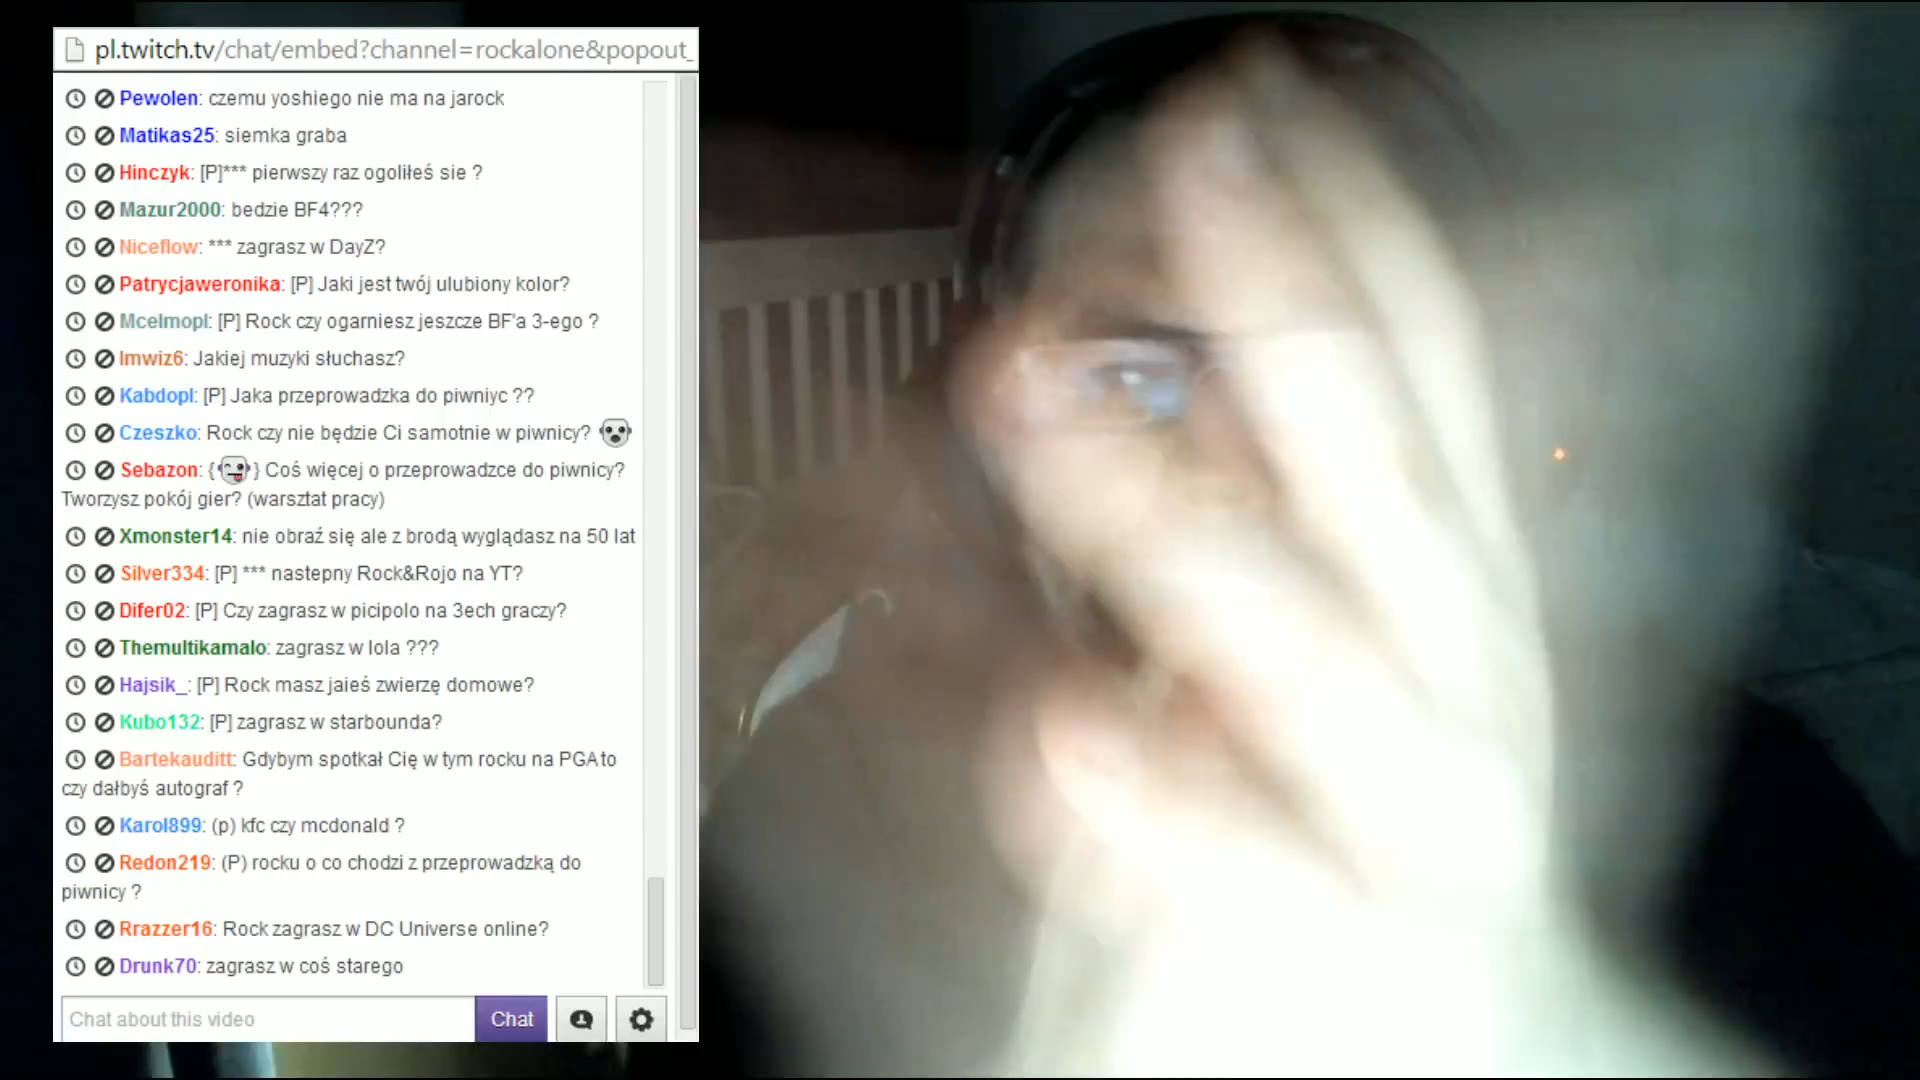 pl.twitch.tv/chat/embed?channel=rockalone&popout_
Pewolen: czemu yoshiego nie ma na jarock
Matikas25: siemka graba
Hinczyk: [P]*** pierwszy raz ogoliłeś sie ?
Mazur2000: bedzie BF4???
Niceflow: *** zagrasz w DayZ?
Patrycjaweronika: [P] Jaki jest twój ulubiony kolor?
Mcelmopl: [P] Rock czy ogarniesz jeszcze BF'a 3-ego ?
Imwiz6: Jakiej muzyki słuchasz?
Kabdopl: [P] Jaka przeprowadzka do piwniyc ??
Czeszko: Rock czy nie będzie Ci samotnie w piwnicy?
Sebazon: { } Coś więcej o przeprowadzce do piwnicy?
Tworzysz pokój gier? (warsztat pracy)
Xmonster14: nie obraź się ale z brodą wyglądasz na 50 lat
Silver334: [P] *** nastepny Rock&Rojo na YT?
Difer02: [P] Czy zagrasz w picipolo na 3ech graczy?
Themultikamalo: zagrasz w lola ???
Hajsik_: [P] Rock masz jaieś zwierzę domowe?
Kubo132: [P] zagrasz w starbounda?
Bartekauditt: Gdybym spotkał Cię w tym rocku na PGA to
czy dałbyś autograf ?
Karol899: (p) kfc czy mcdonald ?
Redon219: (P) rocku o co chodzi z przeprowadzką do
piwnicy ?
Rrazzer16: Rock zagrasz w DC Universe online?
Drunk70: zagrasz w coś starego
Chat about this video
Chat